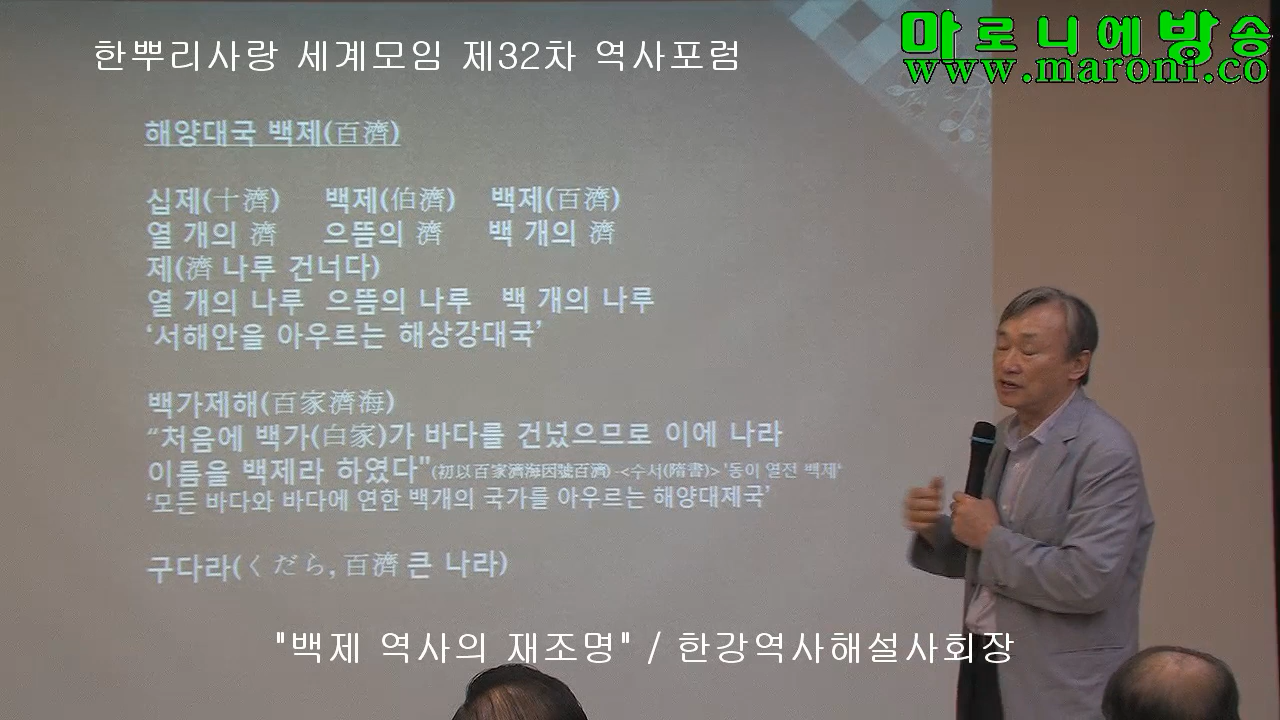 한뿌리사랑 세계모임 제32차 역사포럼
마로니에방송
www.maroni.co
해양대국 백제(百濟)
십제(十濟) 백제(伯濟) 백제(百濟)
열 개의 濟 으뜸의 濟 백 개의 濟
제(濟 나루 건너다)
열 개의 나루 으뜸의 나루 백 개의 나루
‘서해안을 아우르는 해상강대국’
백가제해(百家濟海)
“처음에 백가(白家)가 바다를 건넜으므로 이에 나라
이름을 백제라 하였다"(初以百家濟海因號百濟)-<수서(隋書)> '동이 열전 백제‘
‘모든 바다와 바다에 연한 백개의 국가를 아우르는 해양대제국’
구다라(くだら, 百濟 큰 나라)
"백제 역사의 재조명" / 한강역사해설사회장